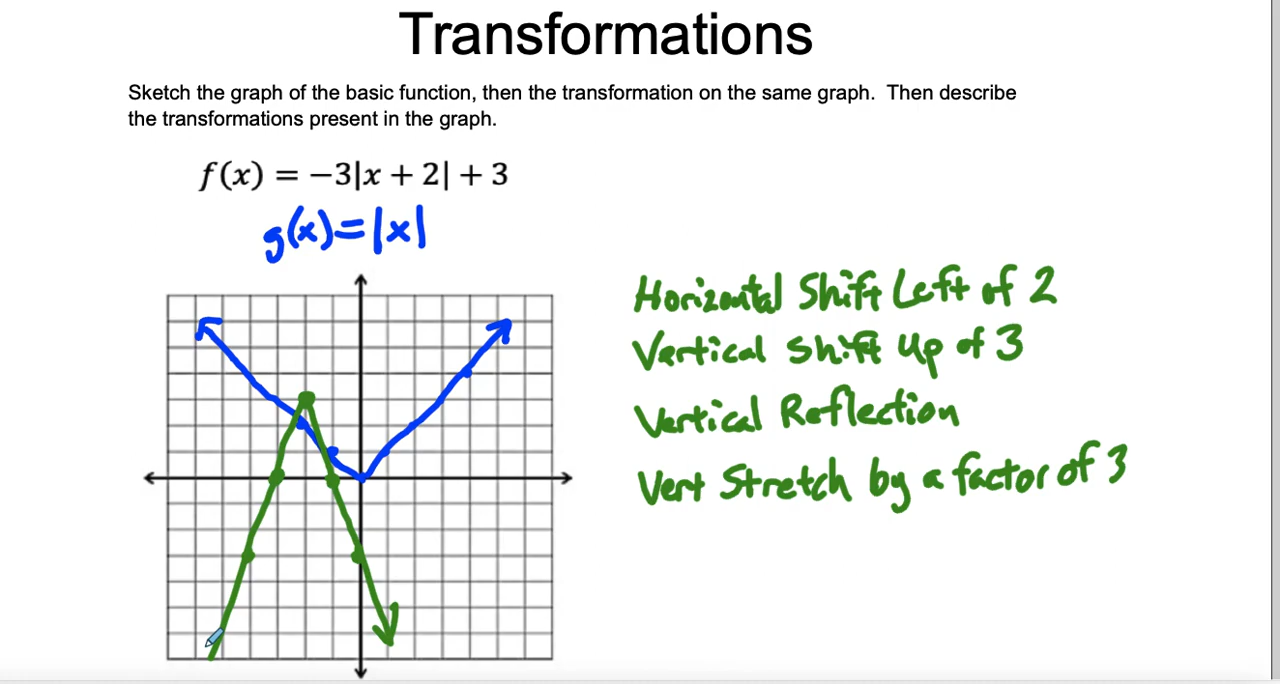 Transformations
Sketch the graph of the basic function, then the transformation on the same graph.  Then describe
the transformations present in the graph.
f(x) = −3|x + 2| + 3
g(x)=|x|
Horizontal Shift Left of 2
Vertical Shift Up of 3
Vertical Reflection
Vert Stretch by a factor of 3